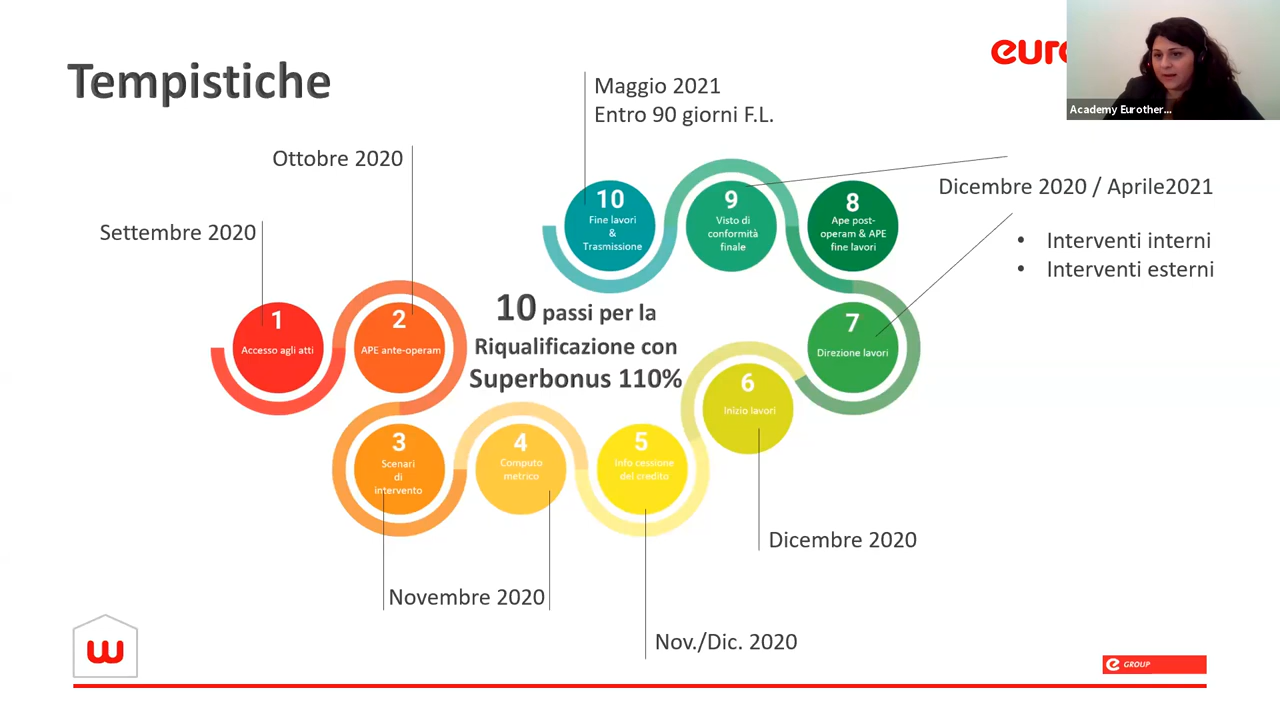 Tempistiche
euro
Academy Eurother...
Maggio 2021
Entro 90 giorni F.L.
Ottobre 2020
Settembre 2020
Dicembre 2020 / Aprile2021
• Interventi interni
• Interventi esterni
10 passi per la
Riqualificazione con
Superbonus 110%
1
Accesso agli atti
2
APE ante-operam
3
Scenari
di
intervento
4
Computo
metrico
5
Info cessione
del credito
6
Inizio lavori
7
Direzione lavori
8
Ape post-
operam & APE
fine lavori
9
Visto di
conformità
finale
10
Fine lavori
&
Trasmissione
Dicembre 2020
Novembre 2020
Nov./Dic. 2020
w
e GROUP